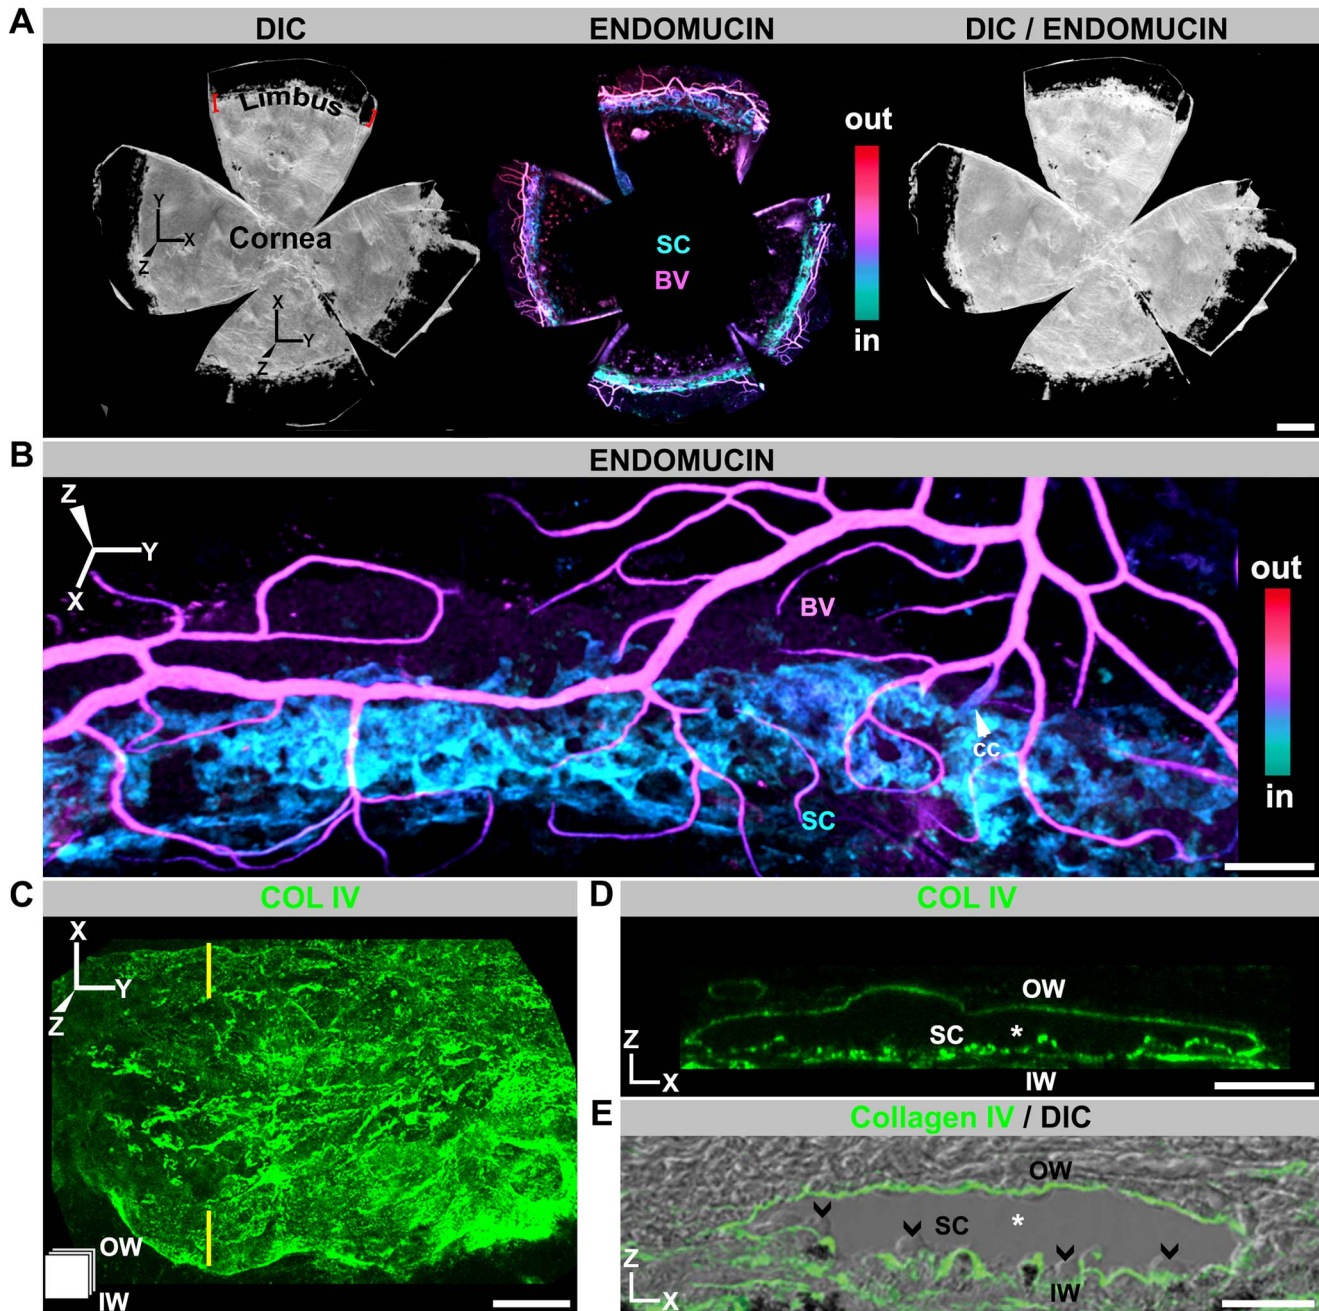 A
DIC
ENDOMUCIN
DIC / ENDOMUCIN
Limbus
out
Y
X
Z
Cornea
SC
BV
X
Y
Z
in
B
ENDOMUCIN
Z
Y
X
BV
out
CC
SC
in
C
COL IV
X
Y
Z
OW
IW
D
COL IV
OW
SC
*
Z
X
IW
E
Collagen IV / DIC
OW
SC
*
Z
X
IW